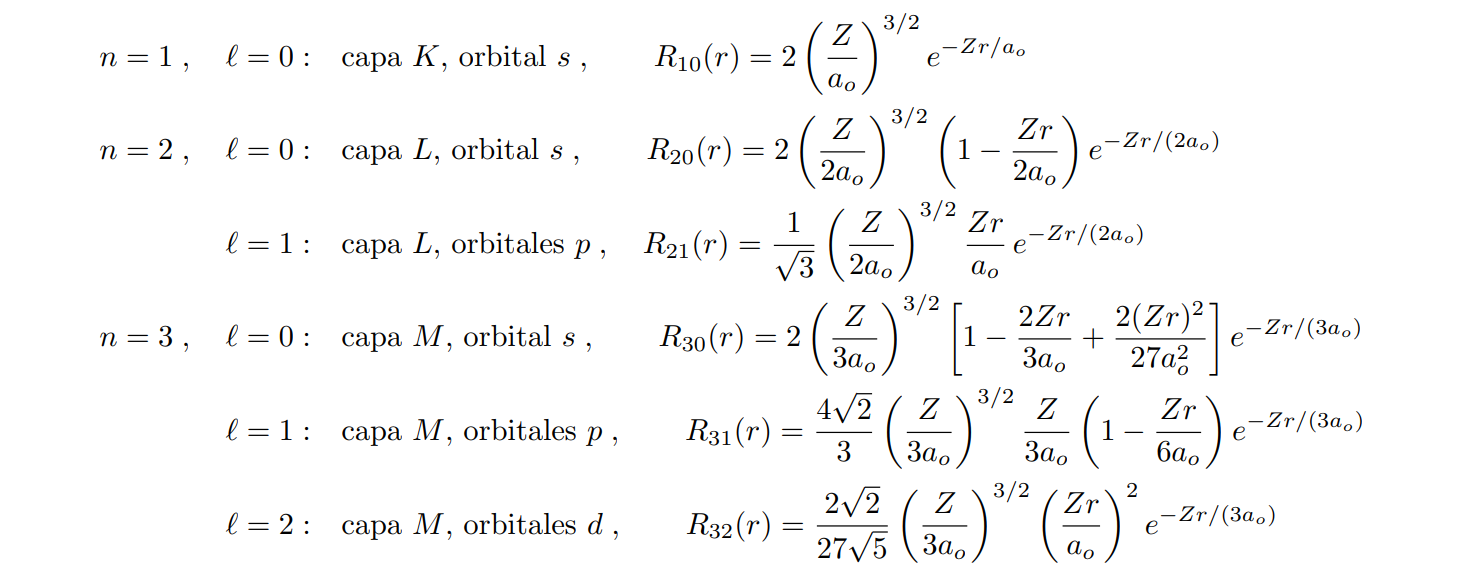 n = 1 , ℓ = 0 : capa K, orbital s , R₁₀(r) = 2 (Z/aₒ)^{3/2} e^{−Zr/aₒ}
n = 2 , ℓ = 0 : capa L, orbital s , R₂₀(r) = 2 (Z/2aₒ)^{3/2} (1 − Zr/2aₒ) e^{−Zr/(2aₒ)}
ℓ = 1 : capa L, orbitales p , R₂₁(r) = 1/√3 (Z/2aₒ)^{3/2} Zr/aₒ e^{−Zr/(2aₒ)}
n = 3 , ℓ = 0 : capa M, orbital s , R₃₀(r) = 2 (Z/3aₒ)^{3/2} [1 − 2Zr/3aₒ + 2(Zr)²/27aₒ²] e^{−Zr/(3aₒ)}
ℓ = 1 : capa M, orbitales p , R₃₁(r) = 4√2/3 (Z/3aₒ)^{3/2} Z/3aₒ (1 − Zr/6aₒ) e^{−Zr/(3aₒ)}
ℓ = 2 : capa M, orbitales d , R₃₂(r) = 2√2/27√5 (Z/3aₒ)^{3/2} (Zr/aₒ)² e^{−Zr/(3aₒ)}